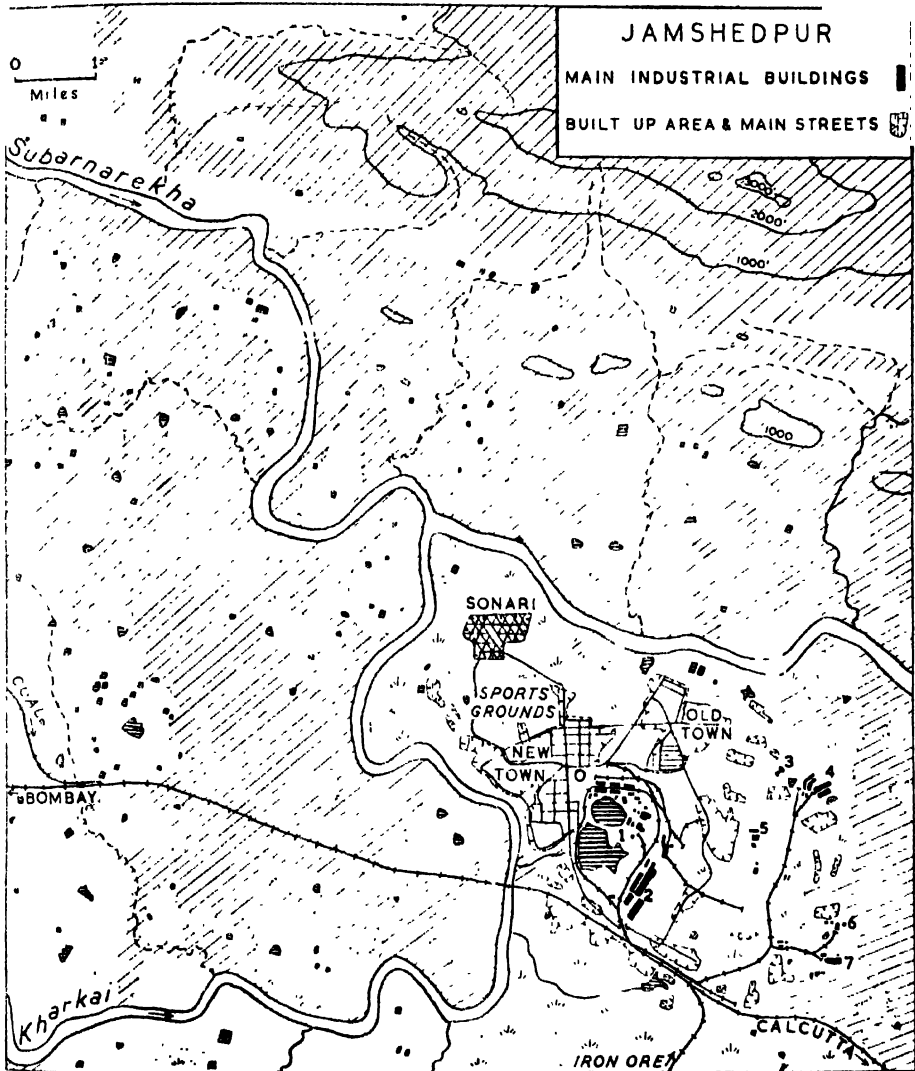 JAMSHEDPUR
MAIN INDUSTRIAL BUILDINGS
BUILT UP AREA & MAIN STREETS
0 1
Miles
Subarnarekha
3000
2000'
1000'
1000
SONARI
SPORTS
GROUNDS
OLD
TOWN
NEW
TOWN
3
4
BOMBAY
1
5
2
6
7
Kharkai
CALCUTTA
IRON ORE